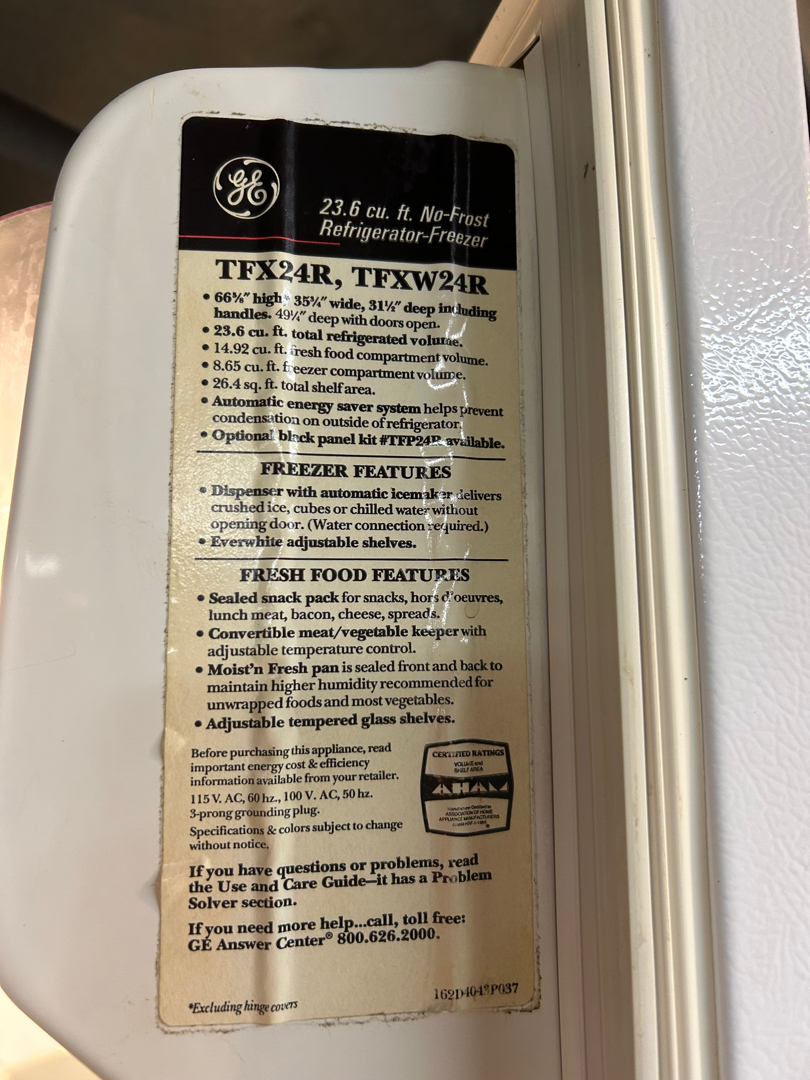 GE
23.6 cu. ft. No-Frost
Refrigerator-Freezer
TFX24R, TFXW24R
• 66⅝″ high,* 35¾″ wide, 31½″ deep including
handles. 49¼″ deep with doors open.
• 23.6 cu. ft. total refrigerated volume.
• 14.92 cu. ft. fresh food compartment volume.
• 8.65 cu. ft. freezer compartment volume.
• 26.4 sq. ft. total shelf area.
• Automatic energy saver system helps prevent
condensation on outside of refrigerator.
• Optional black panel kit #TFP24R available.
FREEZER FEATURES
• Dispenser with automatic icemaker delivers
crushed ice, cubes or chilled water without
opening door. (Water connection required.)
• Everwhite adjustable shelves.
FRESH FOOD FEATURES
• Sealed snack pack for snacks, hors d'oeuvres,
lunch meat, bacon, cheese, spreads.
• Convertible meat/vegetable keeper with
adjustable temperature control.
• Moist'n Fresh pan is sealed front and back to
maintain higher humidity recommended for
unwrapped foods and most vegetables.
• Adjustable tempered glass shelves.
Before purchasing this appliance, read
important energy cost & efficiency
information available from your retailer.
115 V. AC, 60 hz., 100 V. AC, 50 hz.
3-prong grounding plug.
Specifications & colors subject to change
without notice.
CERTIFIED RATINGS
VOLUME and
SHELF AREA
AHAM
ASSOCIATION OF HOME
APPLIANCE MANUFACTURERS
If you have questions or problems, read
the Use and Care Guide—it has a Problem
Solver section.
If you need more help...call, toll free:
GE Answer Center® 800.626.2000.
*Excluding hinge covers